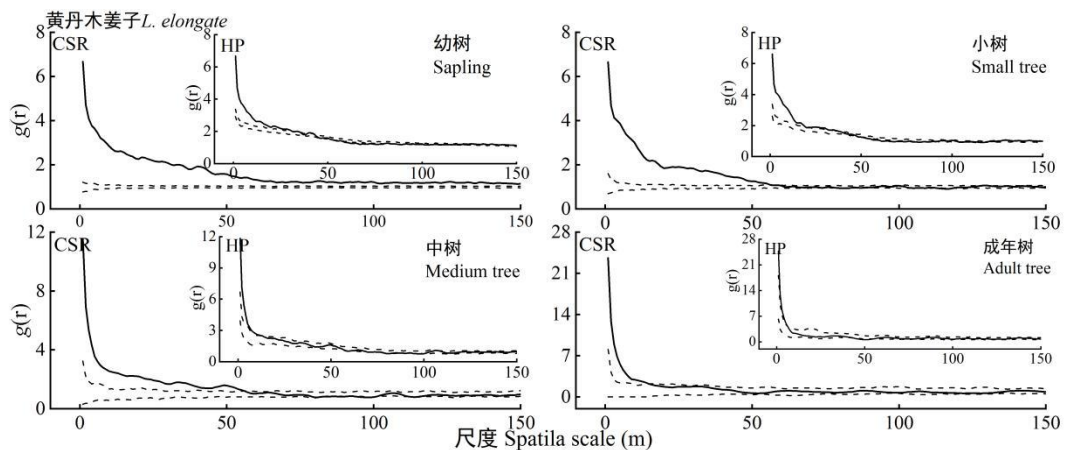 黄丹木姜子L. elongate
8
6
4
2
0
g(r)
CSR
8
6
4
2
0
g(r)
HP
幼树
Sapling
0
50
100
150
0
50
100
150
8
6
4
2
0
CSR
8
6
4
2
0
g(r)
HP
小树
Small tree
0
50
100
150
0
50
100
150
12
8
4
0
g(r)
CSR
12
9
6
3
0
g(r)
HP
中树
Medium tree
0
50
100
150
0
50
100
150
28
21
14
7
0
CSR
28
21
14
7
0
g(r)
HP
成年树
Adult tree
0
50
100
150
0
50
100
150
尺度 Spatila scale (m)